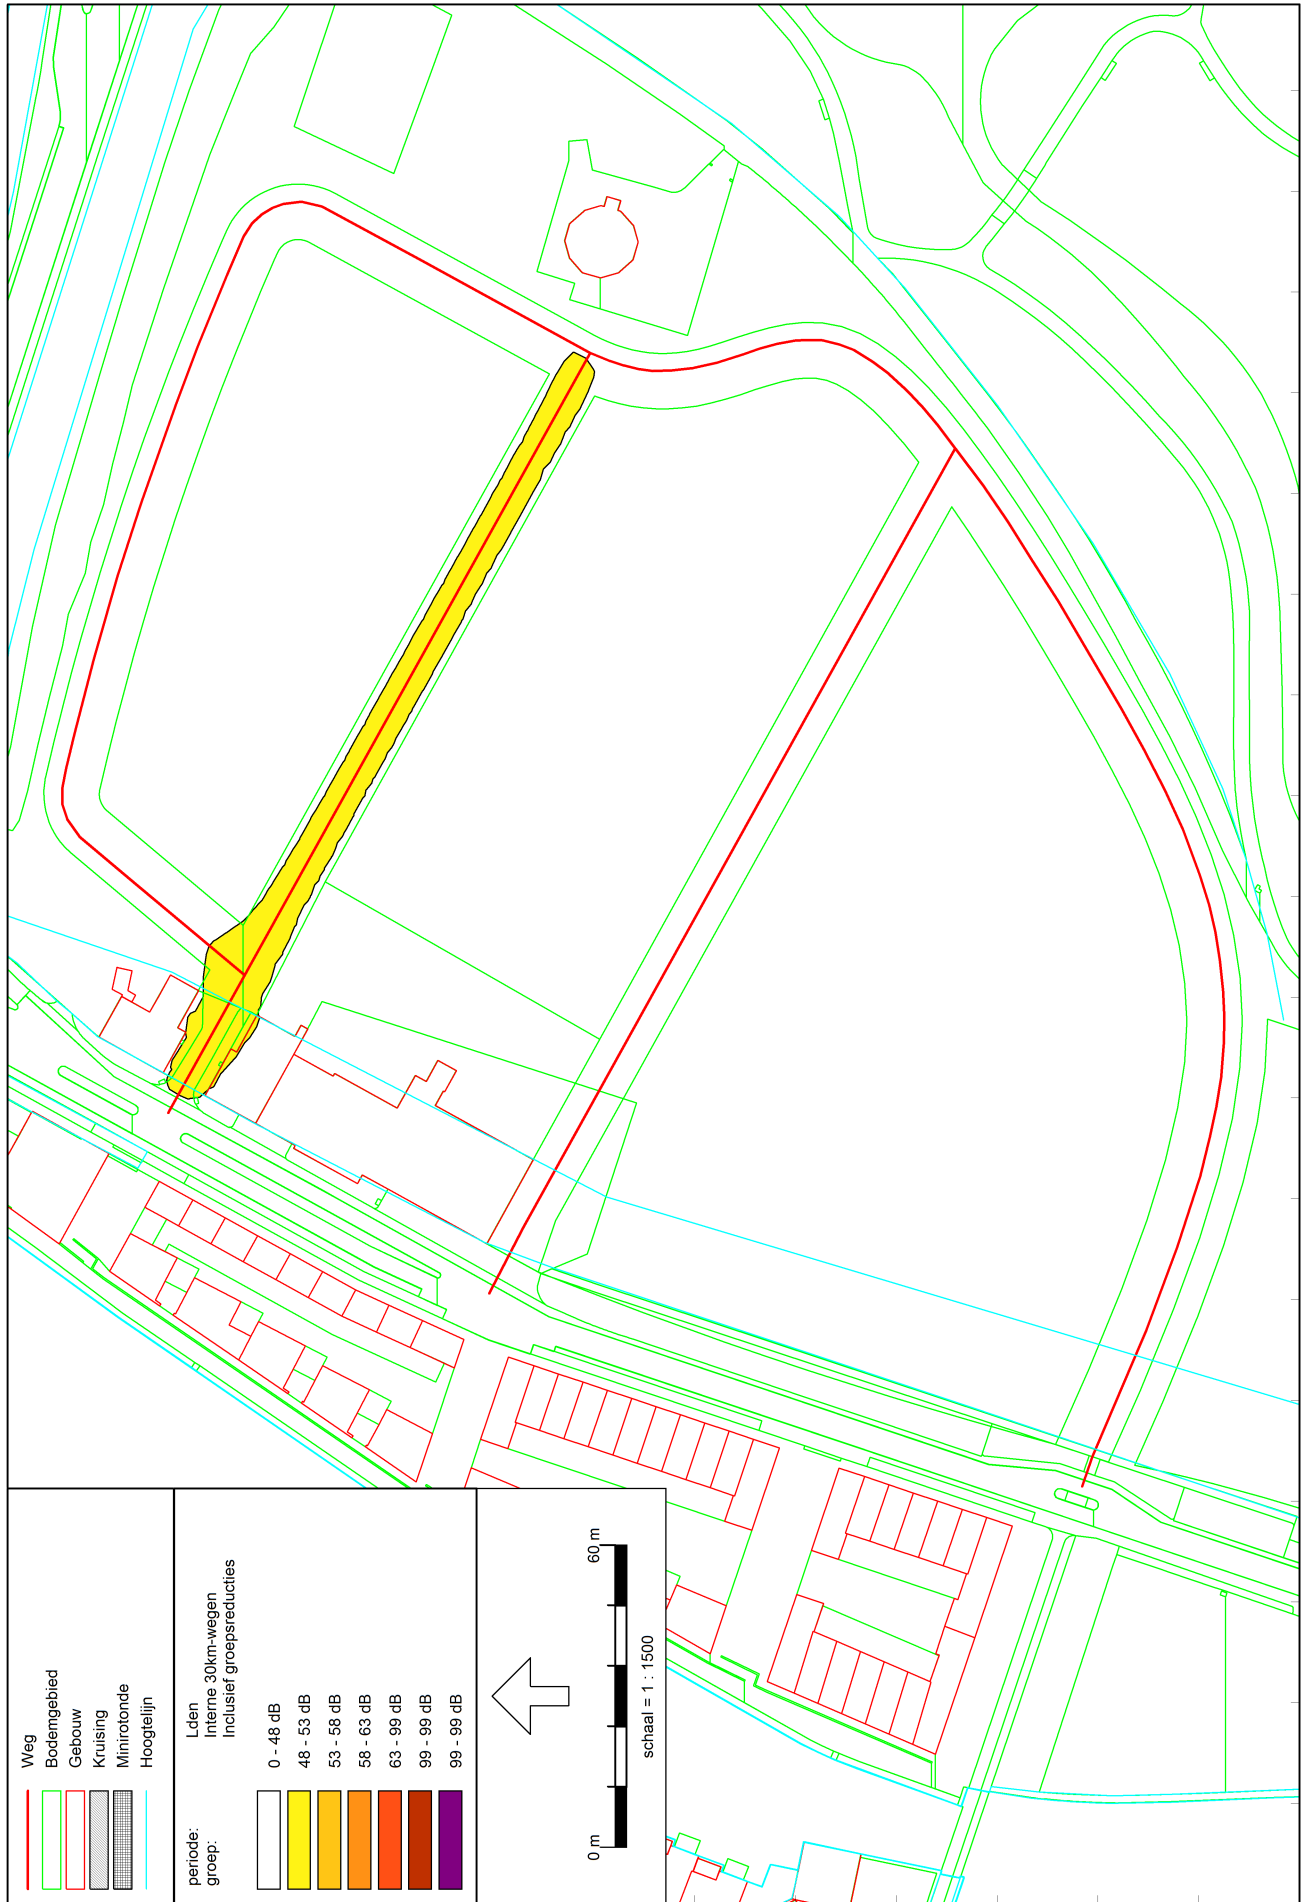 Weg
Bodemgebied
Gebouw
Kruising
Minirotonde
Hoogtelijn
periode: Lden
groep: Interne 30km-wegen
Inclusief groepsreducties
0 - 48 dB
48 - 53 dB
53 - 58 dB
58 - 63 dB
63 - 99 dB
99 - 99 dB
99 - 99 dB
0 m 60 m
schaal = 1 : 1500